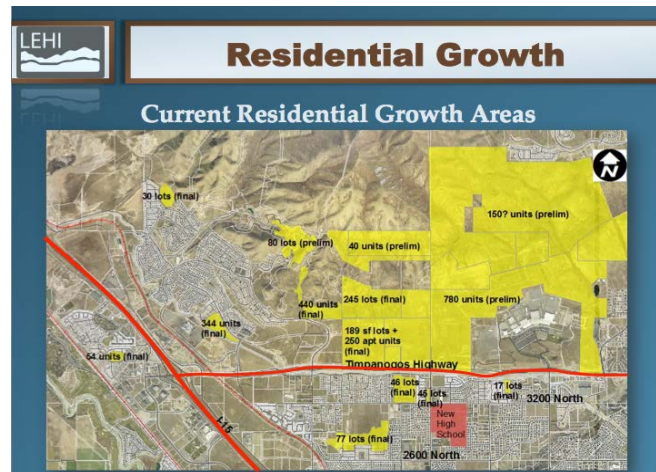 LEHI
Residential Growth
Current Residential Growth Areas
N
30 lots (final)
150? units (prelim)
80 lots (prelim)
40 units (prelim)
440 units
(final)
245 lots (final)
780 units (prelim)
344 units
(final)
189 sf lots +
250 apt units
(final)
54 units (final)
Timpanogos Highway
46 lots
(final)
45 lots
(final)
17 lots
(final)
3200 North
I-15
New
High
School
77 lots (final)
2600 North